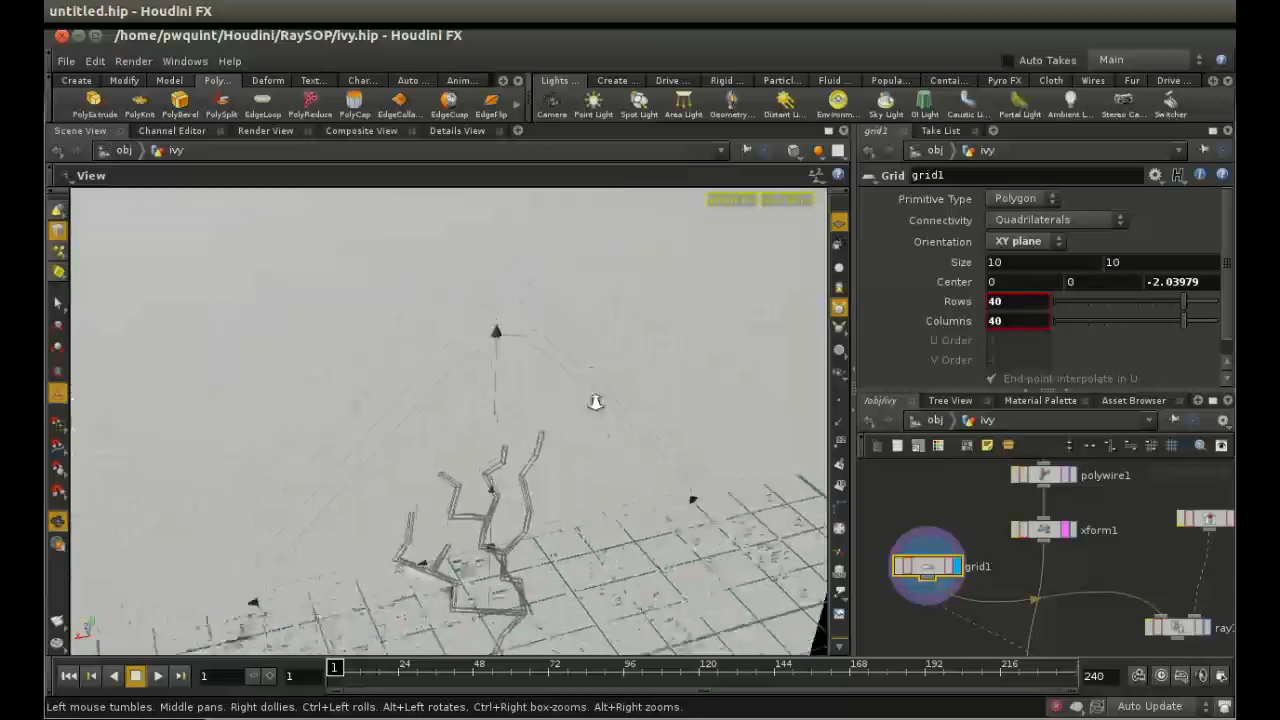 untitled.hip - Houdini FX
/home/pwquint/Houdini/RaySOP/ivy.hip - Houdini FX
File Edit Render Windows Help
Auto Takes Main
Create Modify Model Poly... Deform Text... Char... Auto ... Anim...
Lights ... Create ... Drive ... Rigid ... Particl... Fluid ... Popula... Contai... Pyro FX Cloth Wires Fur Drive ...
PolyExtrude PolyKnit PolyBevel PolySplit EdgeLoop PolyReduce PolyCap EdgeColla... EdgeCusp EdgeFlip
Camera Point Light Spot Light Area Light Geometry... Distant Li... Environm... Sky Light GI Light Caustic Li... Portal Light Ambient L... Stereo Ca... Switcher
Scene View Channel Editor Render View Composite View Details View
grid1 Take List
obj ivy
obj ivy
View
Grid grid1
Primitive Type Polygon
Connectivity Quadrilaterals
Orientation XY plane
Size 10 10
Center 0 0 -2.03979
Rows 40
Columns 40
U Order
V Order
End-point interpolate in U
/obj/ivy Tree View Material Palette Asset Browser
obj ivy
polywire1
xform1
grid1
ray
1 1 1 24 48 72 96 120 144 168 192 216 240
Left mouse tumbles. Middle pans. Right dollies. Ctrl+Left rolls. Alt+Left rotates. Ctrl+Right box-zooms. Alt+Right zooms.
Auto Update